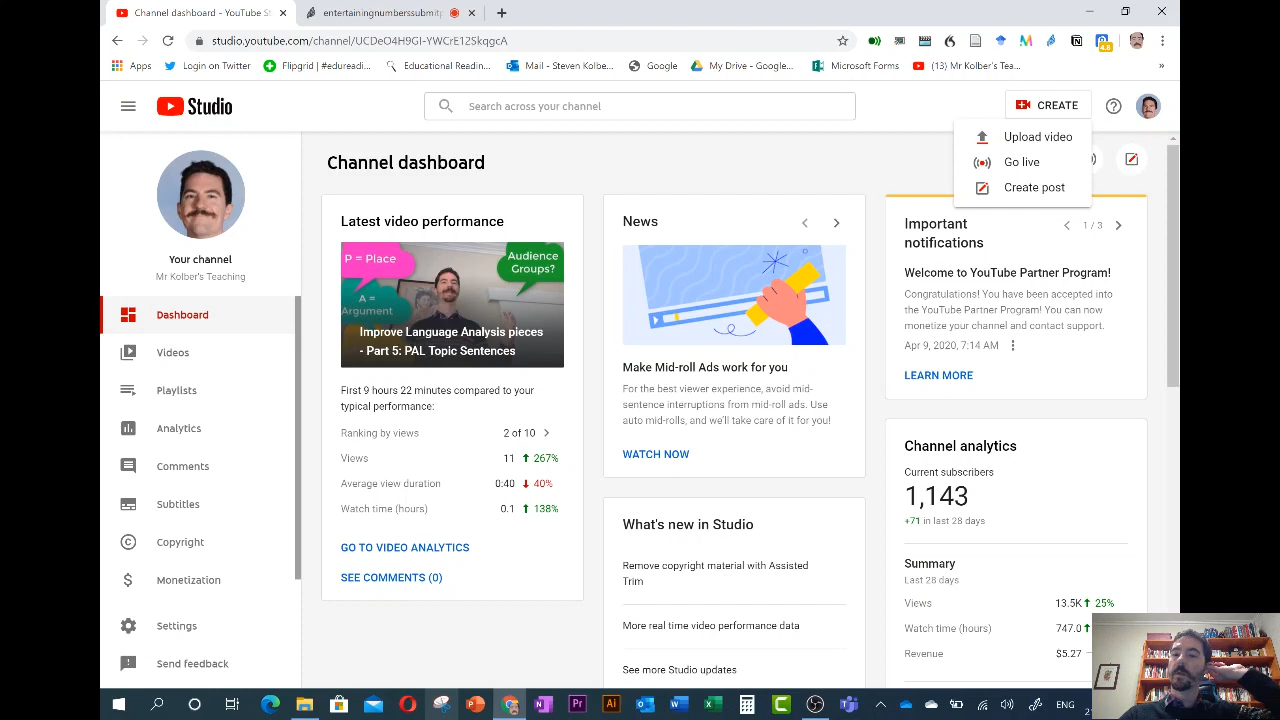 Channel dashboard - YouTube St
entertainingnumberssubmit
studio.youtube.com/channel/UCDeO4H9GI-YWCrE12SkqgcA
4.8
Apps
Login on Twitter
Flipgrid | #edureadi...
Educational Reading...
Mail - Steven Kolber...
Google
My Drive - Google...
Microsoft Forms
(13) Mr Kolber's Tea...
»
Studio
Search across your channel
CREATE
Upload video
Go live
Create post
Your channel
Mr Kolber's Teaching
Dashboard
Videos
Playlists
Analytics
Comments
Subtitles
Copyright
Monetization
Settings
Send feedback
Channel dashboard
Latest video performance
P = Place
Audience
Groups?
A =
Argument
Improve Language Analysis pieces
- Part 5: PAL Topic Sentences
First 9 hours 22 minutes compared to your
typical performance:
Ranking by views 2 of 10
Views 11 267%
Average view duration 0:40 40%
Watch time (hours) 0.1 138%
GO TO VIDEO ANALYTICS
SEE COMMENTS (0)
News
Make Mid-roll Ads work for you
For the best viewer experience, avoid mid-
sentence interruptions from mid-roll ads. Use
auto mid-rolls, and we'll take care of it for you!
WATCH NOW
What's new in Studio
Remove copyright material with Assisted
Trim
More real time video performance data
See more Studio updates
Important
notifications
1 / 3
Welcome to YouTube Partner Program!
Congratulations! You have been accepted into
the YouTube Partner Program! You can now
monetize your channel and contact support.
Apr 9, 2020, 7:14 AM
LEARN MORE
Channel analytics
Current subscribers
1,143
+71 in last 28 days
Summary
Last 28 days
Views 13.5K 25%
Watch time (hours) 747.0
Revenue $5.27
ENG